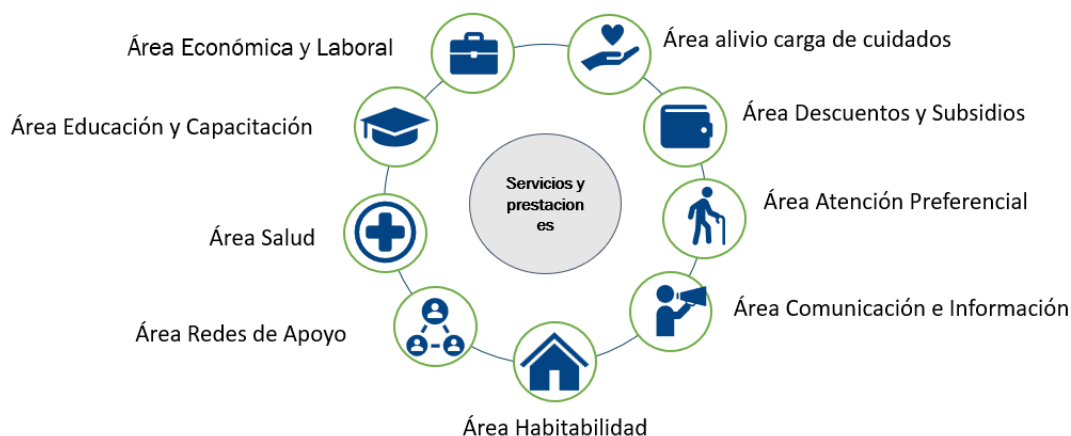 Área Económica y Laboral
Área alivio carga de cuidados
Área Educación y Capacitación
Área Descuentos y Subsidios
Servicios y
prestacion
es
Área Atención Preferencial
Área Salud
Área Comunicación e Información
Área Redes de Apoyo
Área Habitabilidad